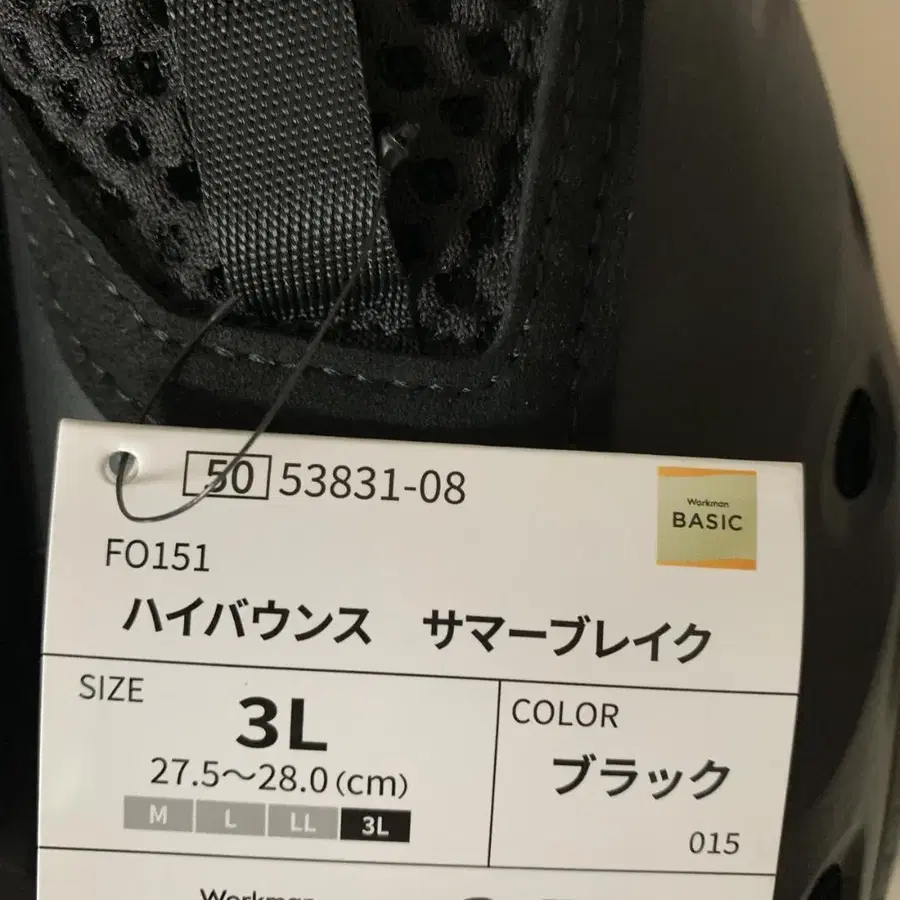 50 53831-08
Workman
BASIC
FO151
ハイバウンス サマーブレイク
SIZE
3L
27.5～28.0(cm)
M L LL 3L
COLOR
ブラック
015
Workman